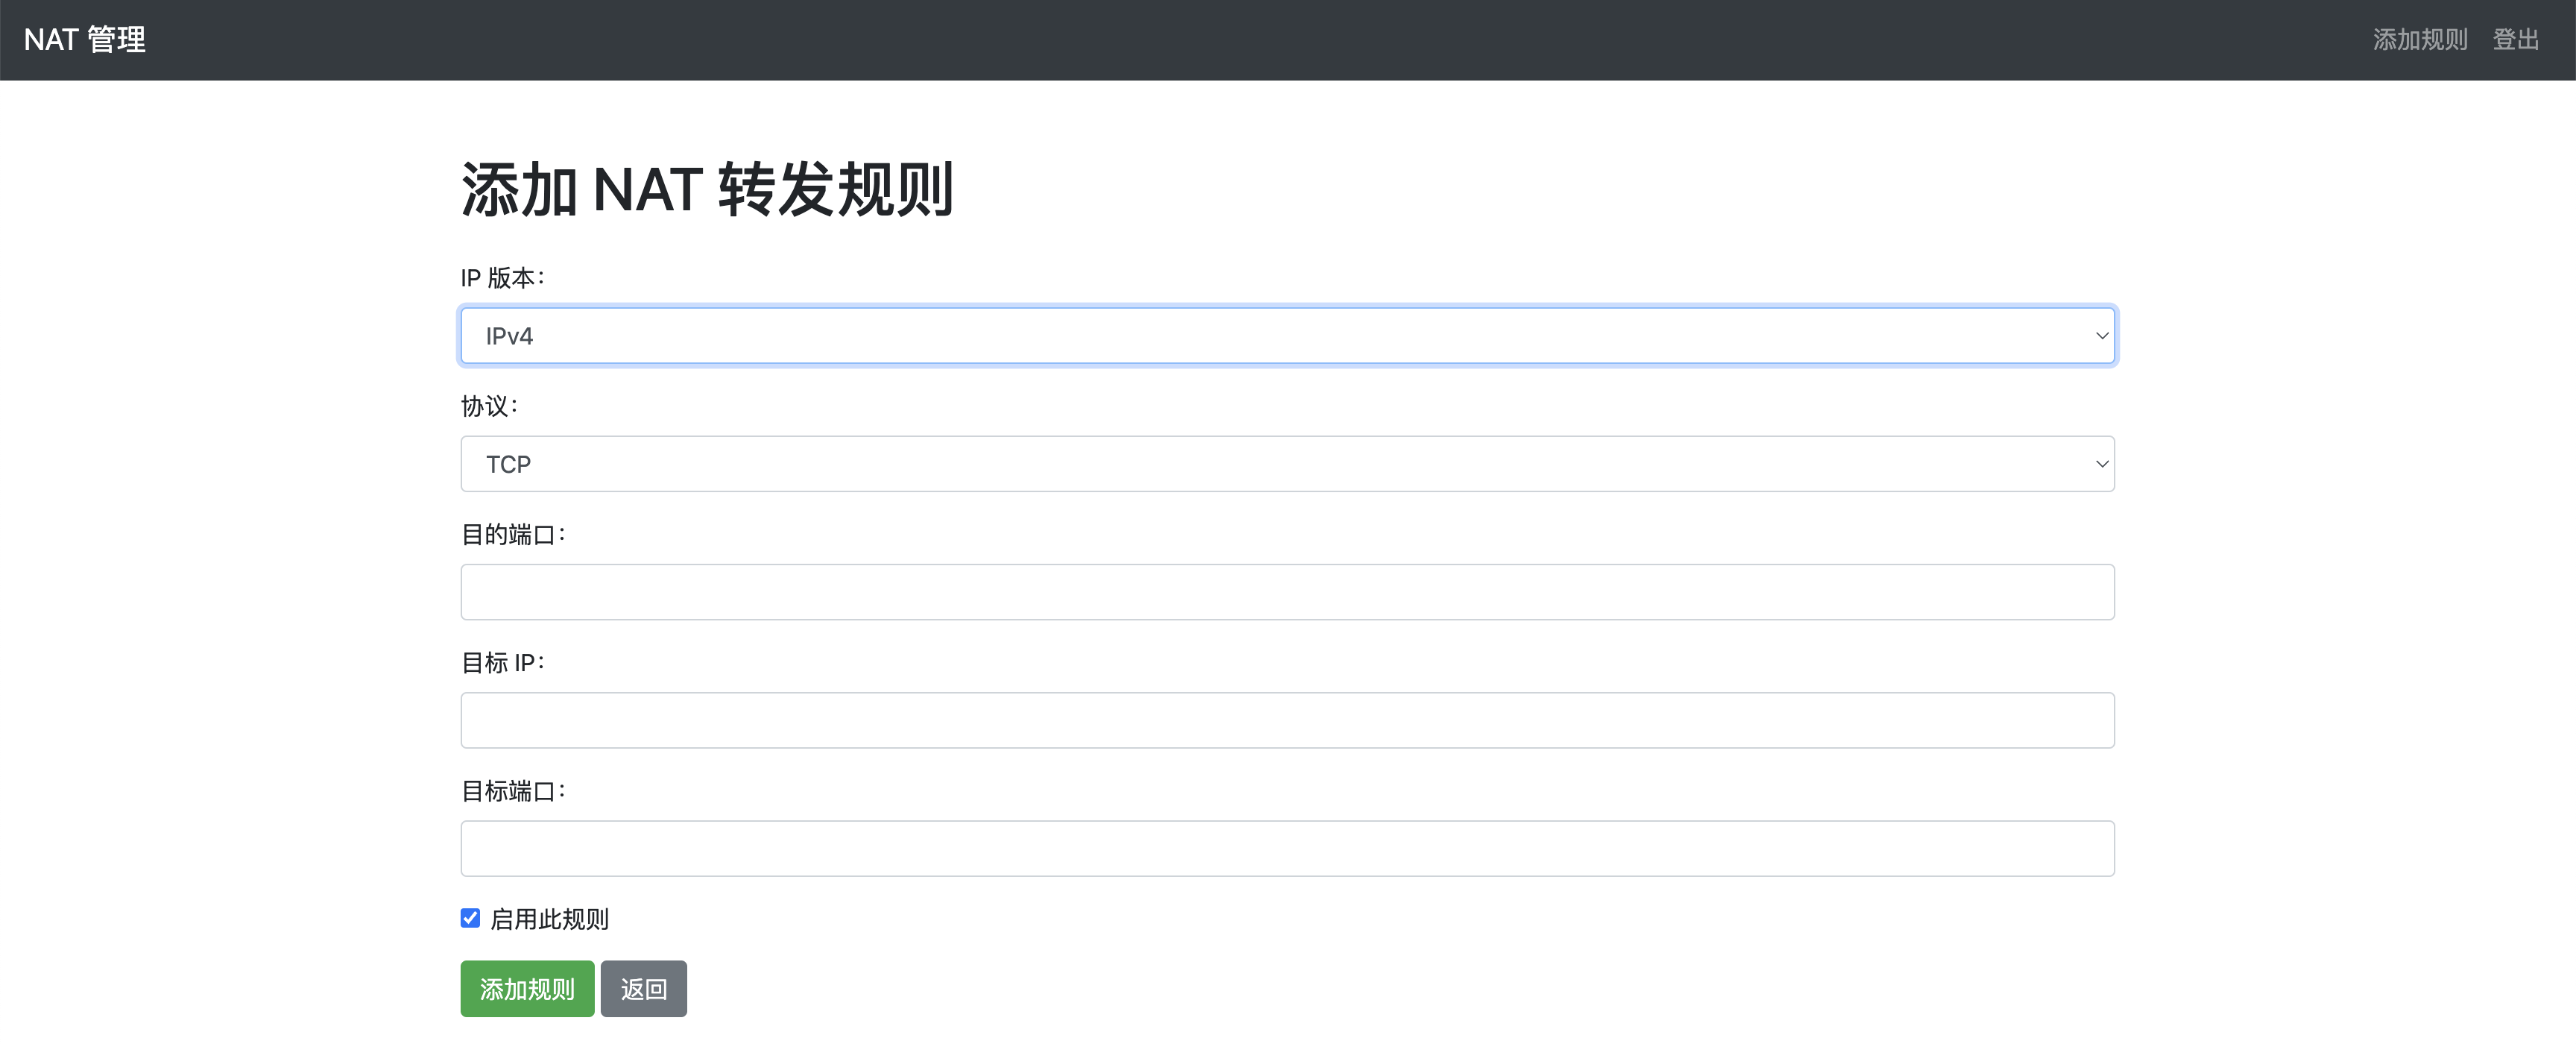 NAT 管理
添加规则 登出
添加 NAT 转发规则
IP 版本：
IPv4
协议：
TCP
目的端口：
目标 IP：
目标端口：
启用此规则
添加规则 返回